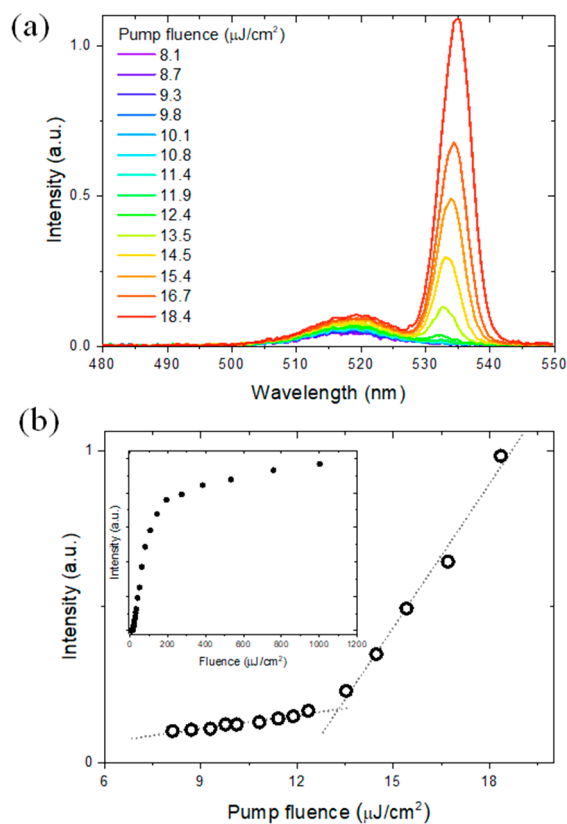 (a)
Pump fluence (μJ/cm²)
8.1
8.7
9.3
9.8
10.1
10.8
11.4
11.9
12.4
13.5
14.5
15.4
16.7
18.4
1.0
0.5
0.0
Intensity (a.u.)
480 490 500 510 520 530 540 550
Wavelength (nm)
(b)
1
0
Intensity (a.u.)
Intensity (a.u.)
0 200 400 600 800 1000 1200
Fluence (μJ/cm²)
6 9 12 15 18
Pump fluence (μJ/cm²)